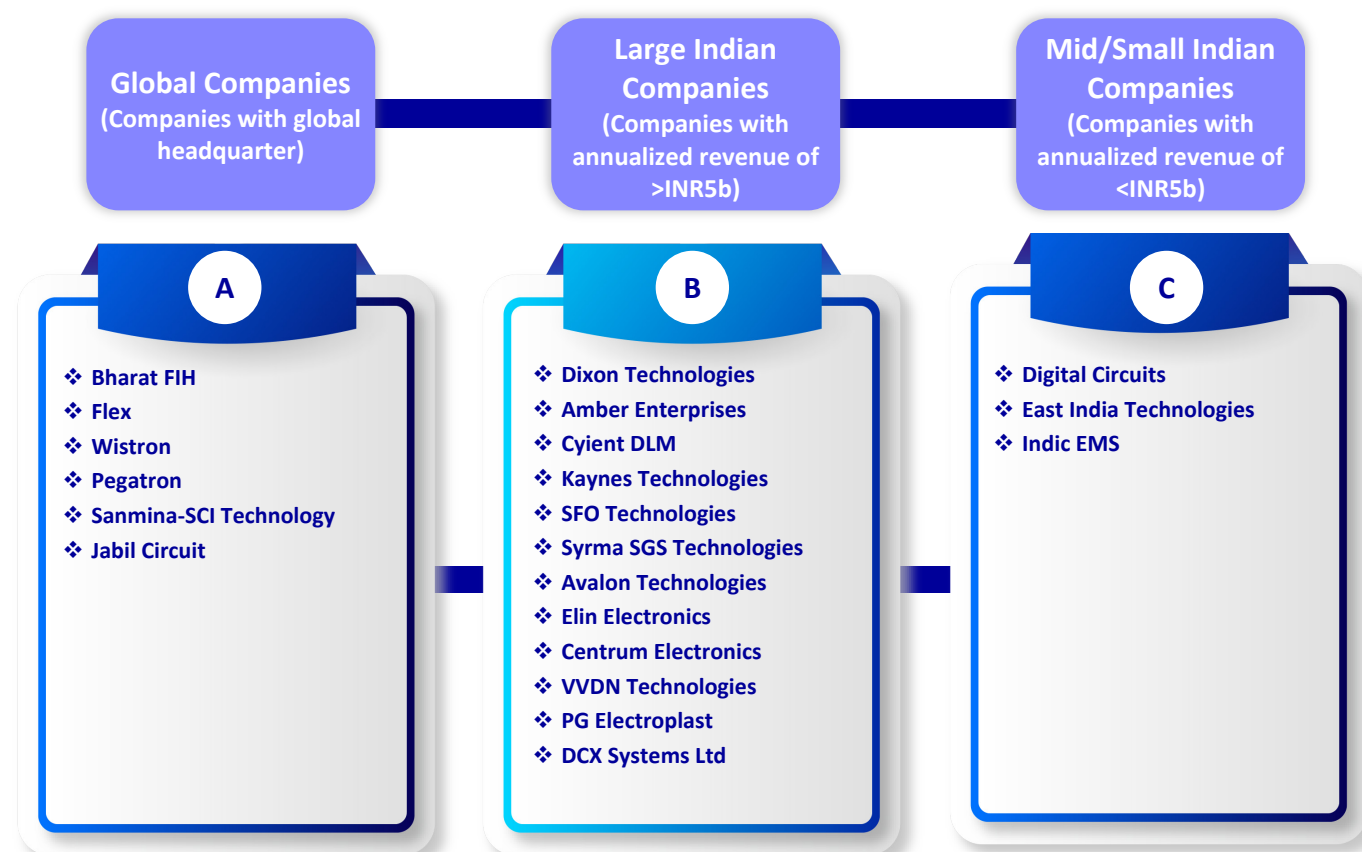 Global Companies
(Companies with global
headquarter)
Large Indian
Companies
(Companies with
annualized revenue of
>INR5b)
Mid/Small Indian
Companies
(Companies with
annualized revenue of
<INR5b)
A
❖ Bharat FIH
❖ Flex
❖ Wistron
❖ Pegatron
❖ Sanmina-SCI Technology
❖ Jabil Circuit
B
❖ Dixon Technologies
❖ Amber Enterprises
❖ Cyient DLM
❖ Kaynes Technologies
❖ SFO Technologies
❖ Syrma SGS Technologies
❖ Avalon Technologies
❖ Elin Electronics
❖ Centrum Electronics
❖ VVDN Technologies
❖ PG Electroplast
❖ DCX Systems Ltd
C
❖ Digital Circuits
❖ East India Technologies
❖ Indic EMS